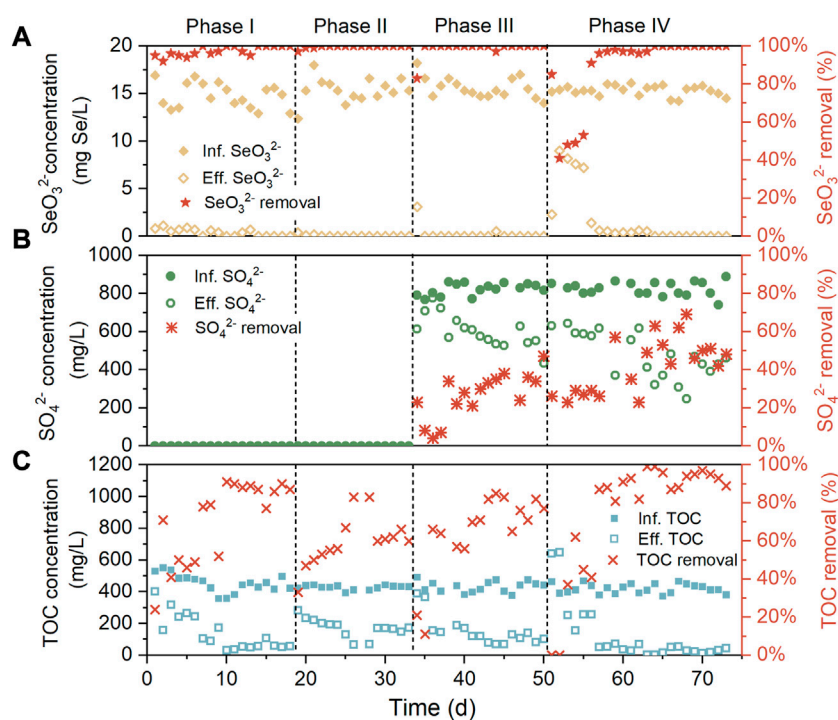 Phase I Phase II Phase III Phase IV
A
SeO₃²⁻concentration
(mg Se/L)
20
15
10
5
0
Inf. SeO₃²⁻
Eff. SeO₃²⁻
SeO₃²⁻ removal
100%
80%
60%
40%
20%
0%
SeO₃²⁻ removal (%)
B
SO₄²⁻ concentration
(mg/L)
1000
800
600
400
200
0
Inf. SO₄²⁻
Eff. SO₄²⁻
SO₄²⁻ removal
100%
80%
60%
40%
20%
0%
SO₄²⁻ removal (%)
C
TOC concentration
(mg/L)
1200
1000
800
600
400
200
0
Inf. TOC
Eff. TOC
TOC removal
100%
80%
60%
40%
20%
0%
TOC removal (%)
0 10 20 30 40 50 60 70
Time (d)